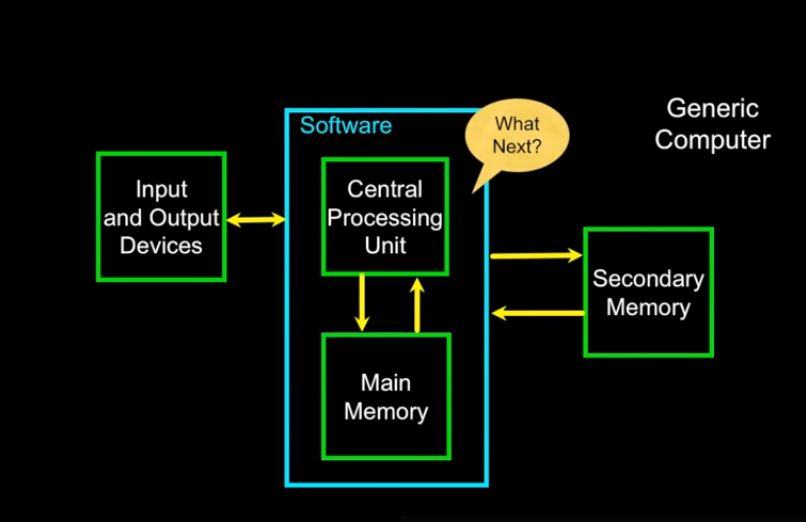 Software
What
Next?
Generic
Computer
Input
and Output
Devices
Central
Processing
Unit
Secondary
Memory
Main
Memory